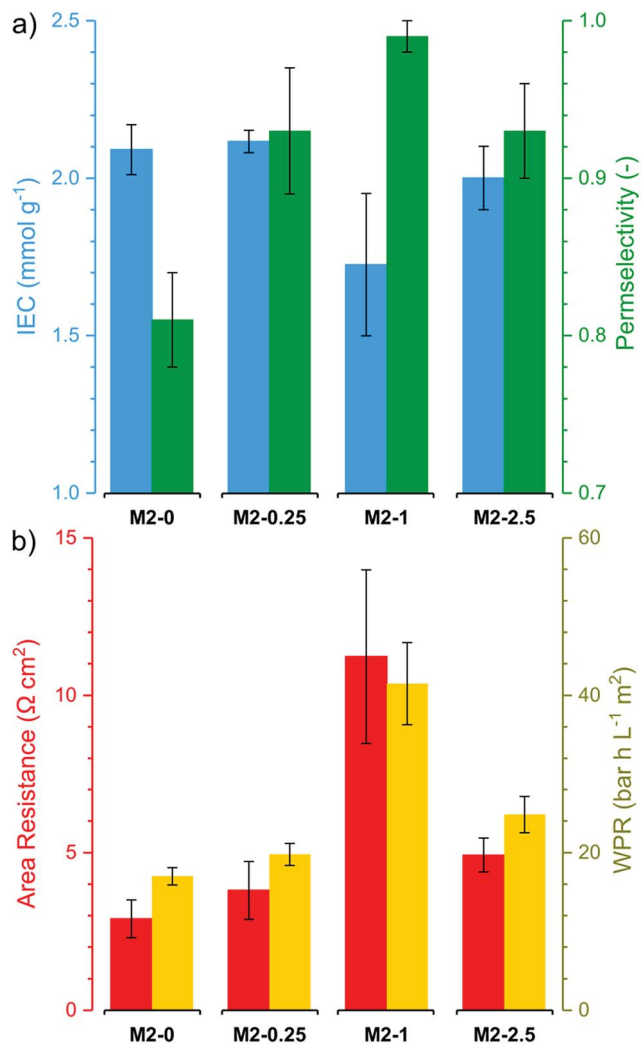 a)
2.5
2.0
1.5
1.0
IEC (mmol g⁻¹)
1.0
0.9
0.8
0.7
Permselectivity (-)
M2-0 M2-0.25 M2-1 M2-2.5
b)
15
10
5
0
Area Resistance (Ω cm²)
60
40
20
0
WPR (bar h L⁻¹ m²)
M2-0 M2-0.25 M2-1 M2-2.5